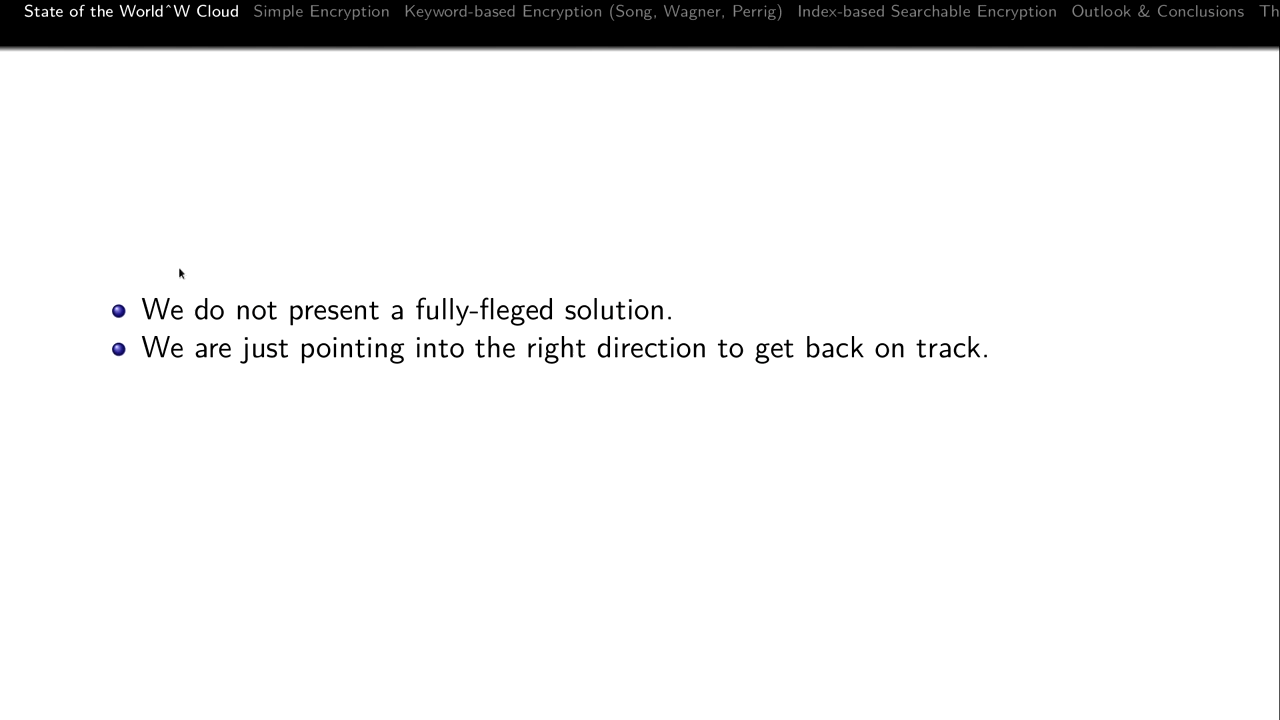 State of the World^W Cloud Simple Encryption Keyword-based Encryption (Song, Wagner, Perrig) Index-based Searchable Encryption Outlook & Conclusions Th
We do not present a fully-fleged solution.
We are just pointing into the right direction to get back on track.